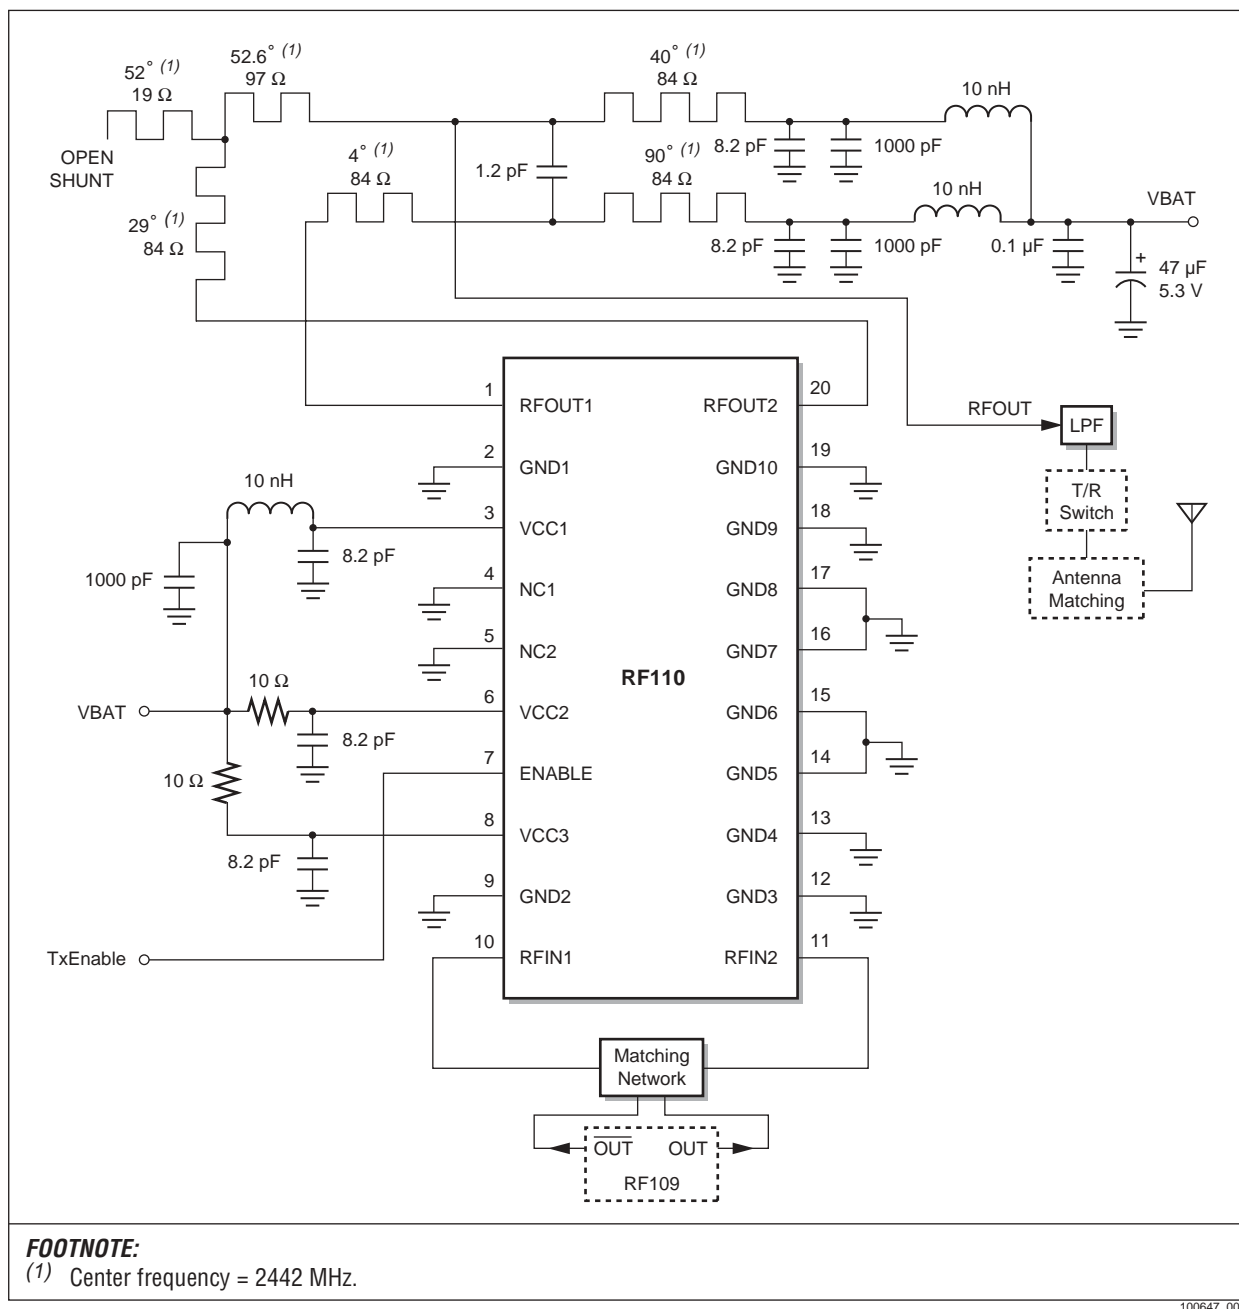 52° (1)
19 Ω
52.6° (1)
97 Ω
40° (1)
84 Ω
10 nH
OPEN
SHUNT
8.2 pF
1000 pF
4° (1)
84 Ω
1.2 pF
90° (1)
84 Ω
10 nH
VBAT
29° (1)
84 Ω
8.2 pF
1000 pF
0.1 µF
+
47 µF
5.3 V
1
RFOUT1
RFOUT2
20
RFOUT
LPF
2
GND1
GND10
19
10 nH
T/R
Switch
3
VCC1
GND9
18
8.2 pF
1000 pF
4
NC1
GND8
17
Antenna
Matching
5
NC2
GND7
16
RF110
10 Ω
VBAT
6
VCC2
GND6
15
8.2 pF
10 Ω
7
ENABLE
GND5
14
8
VCC3
GND4
13
8.2 pF
9
GND2
GND3
12
TxEnable
10
RFIN1
RFIN2
11
Matching
Network
OUT
OUT
RF109
FOOTNOTE:
(1) Center frequency = 2442 MHz.